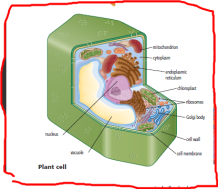 mitochondrion
cytoplasm
endoplasmic
reticulum
chloroplast
ribosomes
Golgi body
nucleus
vacuole
cell wall
cell membrane
Plant cell